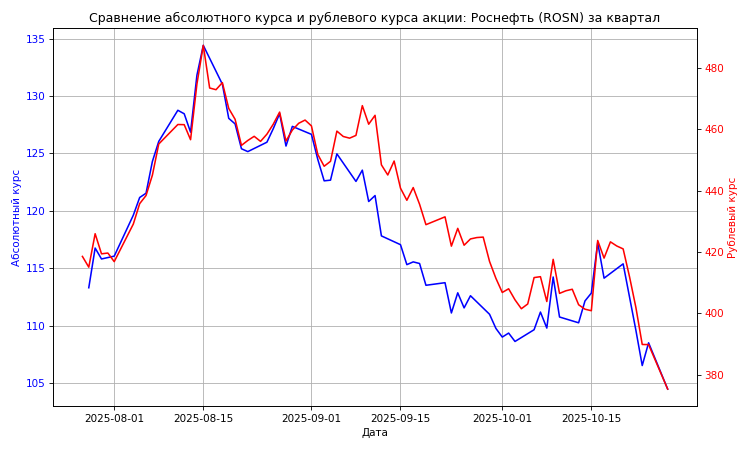 Сравнение абсолютного курса и рублевого курса акции: Роснефть (ROSN) за квартал
135
130
125
120
115
110
105
Абсолютный курс
480
460
440
420
400
380
Рублевый курс
2025-08-01 2025-08-15 2025-09-01 2025-09-15 2025-10-01 2025-10-15
Дата